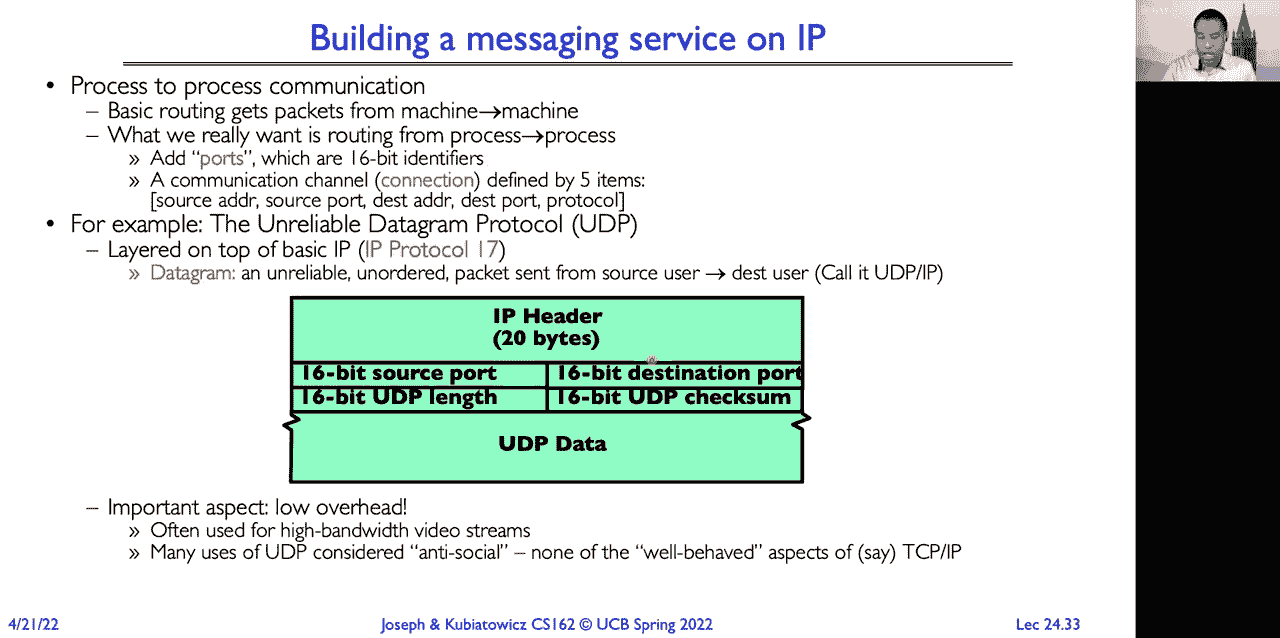 Building a messaging service on IP
• Process to process communication
– Basic routing gets packets from machine→machine
– What we really want is routing from process→process
» Add “ports”, which are 16-bit identifiers
» A communication channel (connection) defined by 5 items:
[source addr, source port, dest addr, dest port, protocol]
• For example: The Unreliable Datagram Protocol (UDP)
– Layered on top of basic IP (IP Protocol 17)
» Datagram: an unreliable, unordered, packet sent from source user → dest user (Call it UDP/IP)
IP Header
(20 bytes)
16-bit source port 16-bit destination port
16-bit UDP length 16-bit UDP checksum
UDP Data
– Important aspect: low overhead!
» Often used for high-bandwidth video streams
» Many uses of UDP considered “anti-social” – none of the “well-behaved” aspects of (say) TCP/IP
4/21/22 Joseph & Kubiatowicz CS162 © UCB Spring 2022 Lec 24.33